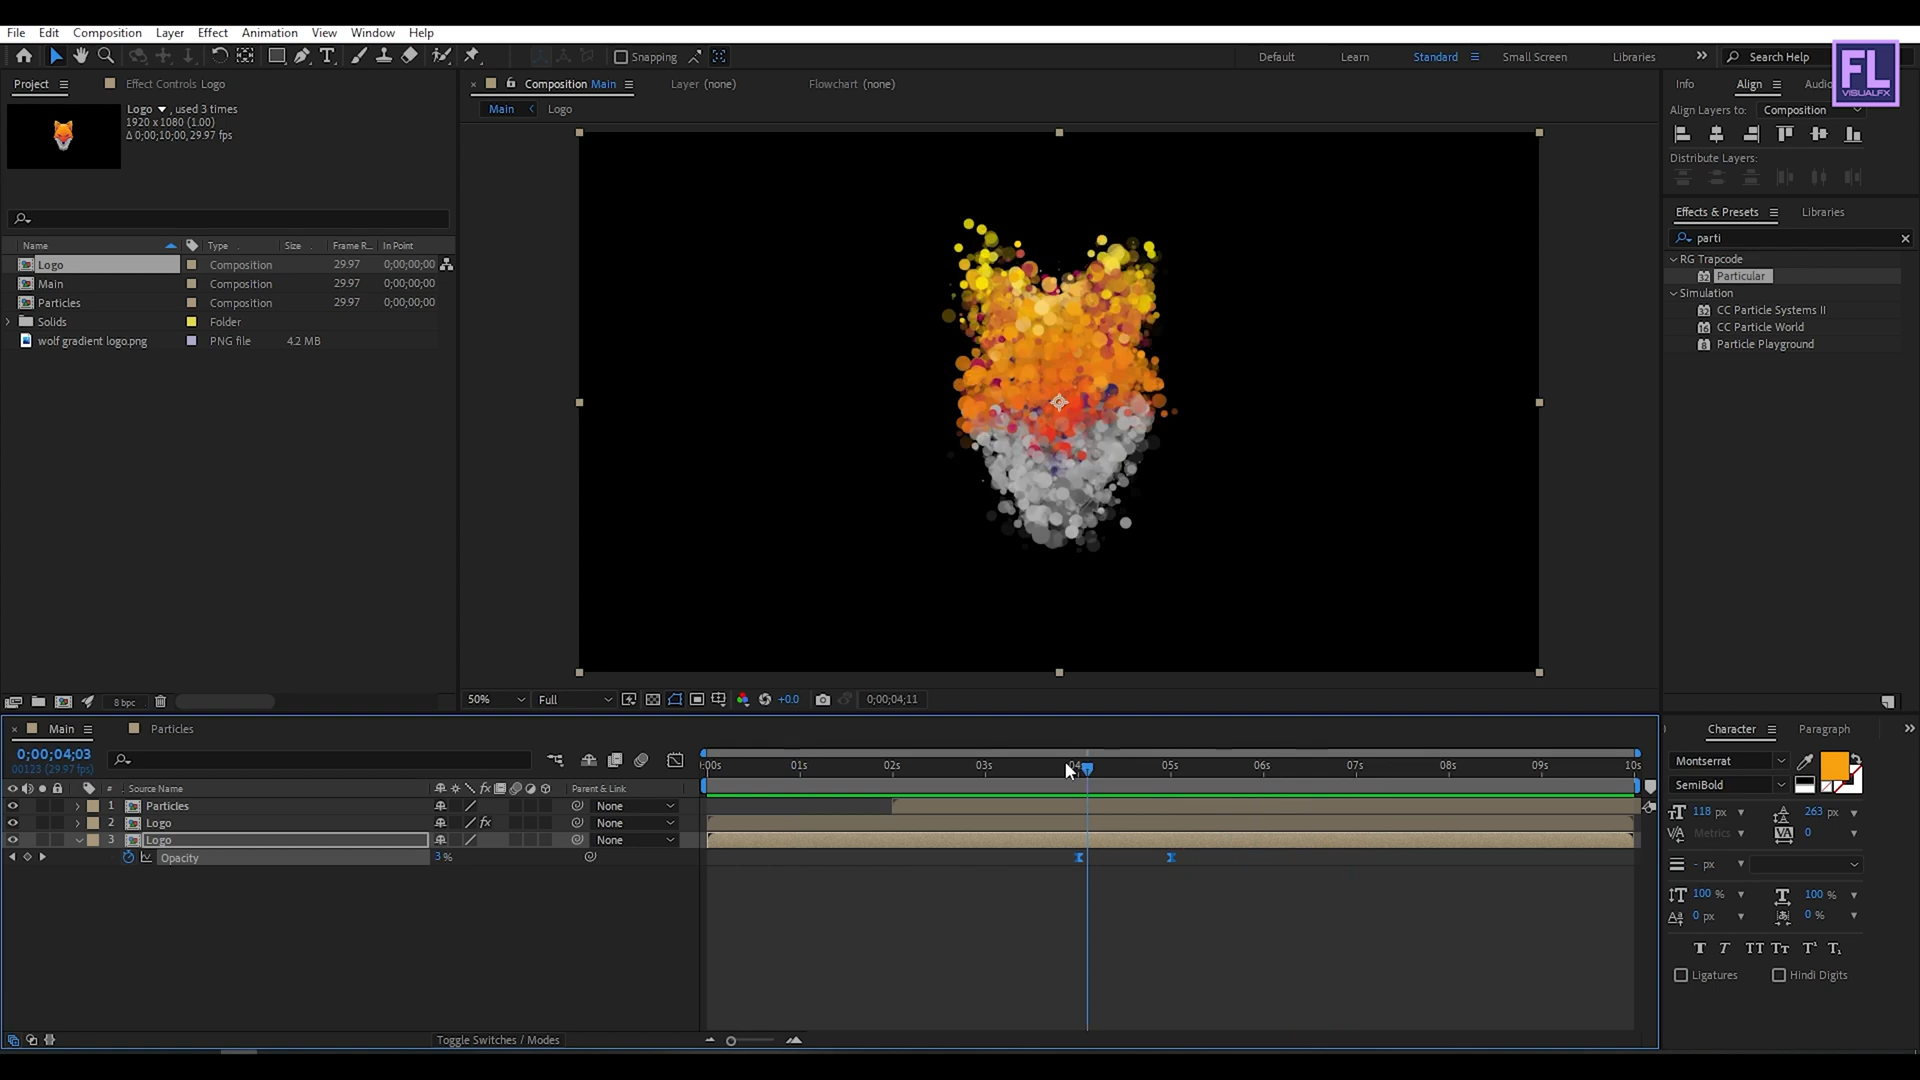 File Edit Composition Layer Effect Animation View Window Help
Snapping
Default Learn Standard Small Screen Libraries Search Help
FL
VISUALFX
Project Effect Controls Logo
Logo , used 3 times
1920 x 1080 (1.00)
Δ 0;00;10;00, 29.97 fps
Name Type Size Frame R... In Point
Logo Composition 29.97 0;00;00;00
Main Composition 29.97 0;00;00;00
Particles Composition 29.97 0;00;00;00
Solids Folder
wolf gradient logo.png PNG file 4.2 MB
8 bpc
Composition Main Layer (none) Flowchart (none)
Main Logo
50% Full +0.0 0;00;04;11
Info Align Audio
Align Layers to: Composition
Distribute Layers:
Effects & Presets Libraries
parti
RG Trapcode
Particular
Simulation
CC Particle Systems II
CC Particle World
Particle Playground
Main Particles
0;00;04;03
00123 (29.97 fps)
# Source Name Parent & Link
1 Particles None
2 Logo fx None
3 Logo None
Opacity 3 %
:00s 01s 02s 03s 04s 05s 06s 07s 08s 09s 10s
Toggle Switches / Modes
Character Paragraph
Montserrat
SemiBold
118 px 263 px
Metrics 0
- px
100 % 100 %
0 px 0 %
T T TT Tt T¹ T₁
Ligatures Hindi Digits